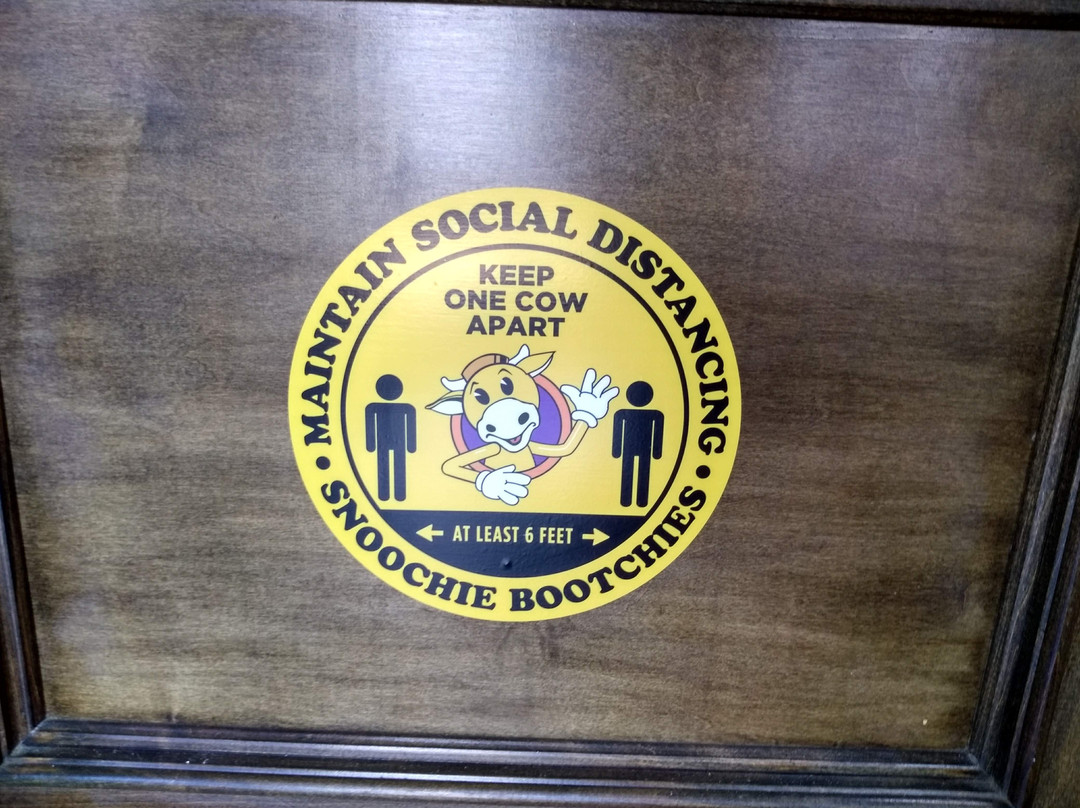 MAINTAIN SOCIAL DISTANCING
KEEP
ONE COW
APART
AT LEAST 6 FEET
SNOOCHIE BOOTCHIES